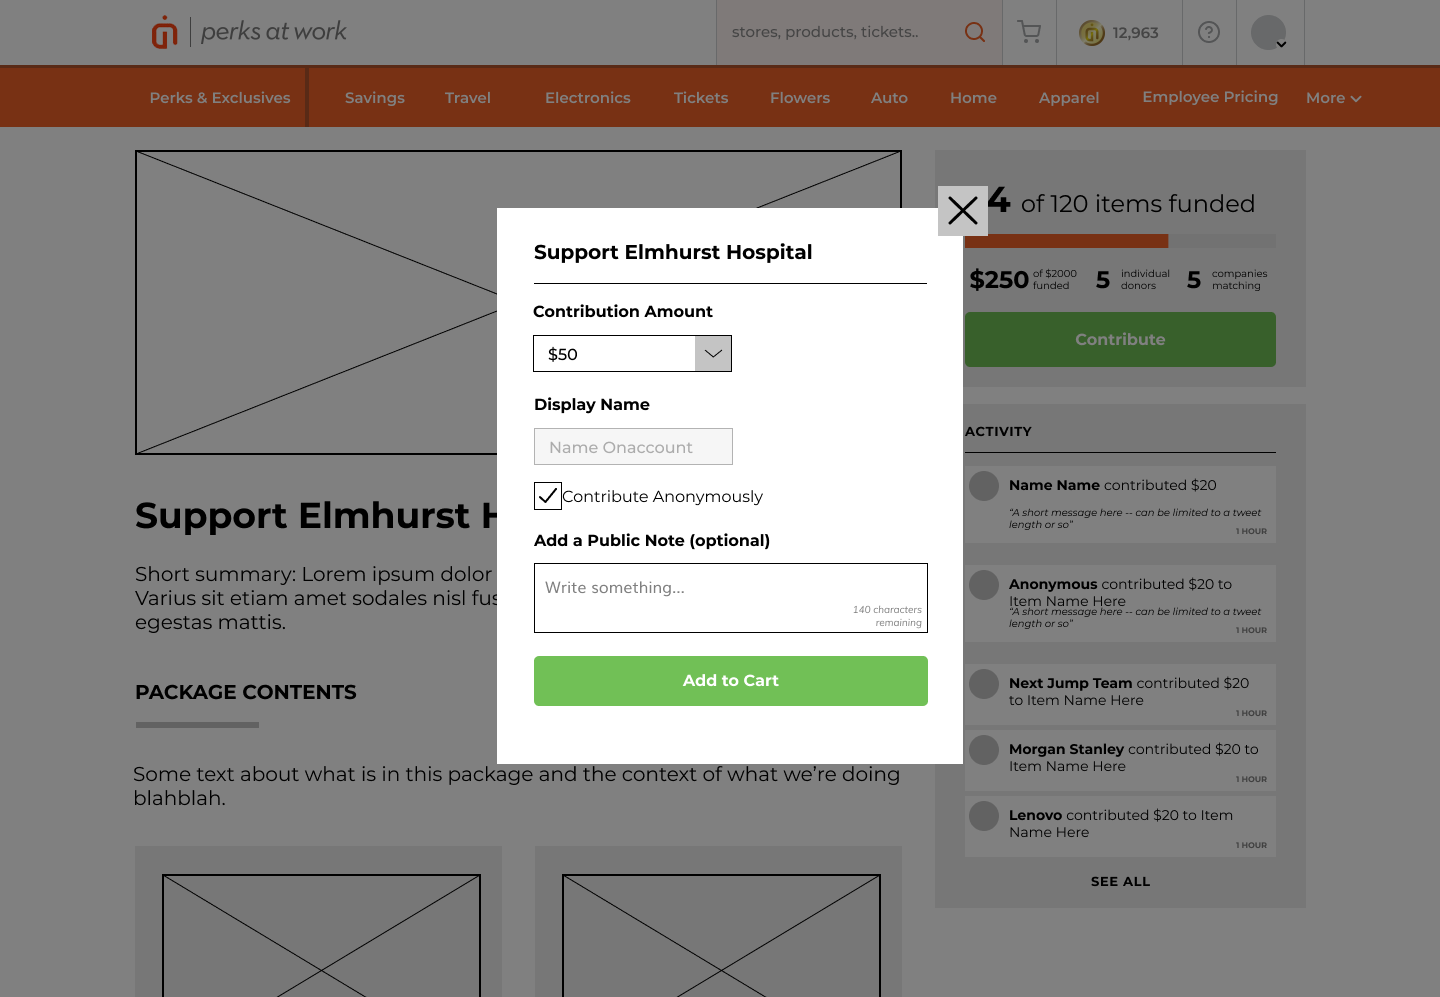 perks at work
stores, products, tickets..
12,963
Perks & Exclusives
Savings
Travel
Electronics
Tickets
Flowers
Auto
Home
Apparel
Employee Pricing
More
4 of 120 items funded
$250 of $2000 funded
5 individual donors
5 companies matching
Contribute
Support Elmhurst Hospital
Contribution Amount
$50
Display Name
Name Onaccount
Contribute Anonymously
Add a Public Note (optional)
Write something...
140 characters
remaining
Add to Cart
Support Elmhurst
Short summary: Lorem ipsum dolor
Varius sit etiam amet sodales nisl
egestas mattis.
PACKAGE CONTENTS
Some text about what is in this package and the context of what we’re doing
blahblah.
ACTIVITY
Name Name contributed $20
“A short message here -- can be limited to a tweet
length or so”
1 HOUR
Anonymous contributed $20 to
Item Name Here
“A short message here -- can be limited to a tweet
length or so”
1 HOUR
Next Jump Team contributed $20
to Item Name Here
1 HOUR
Morgan Stanley contributed $20 to
Item Name Here
1 HOUR
Lenovo contributed $20 to Item
Name Here
1 HOUR
SEE ALL